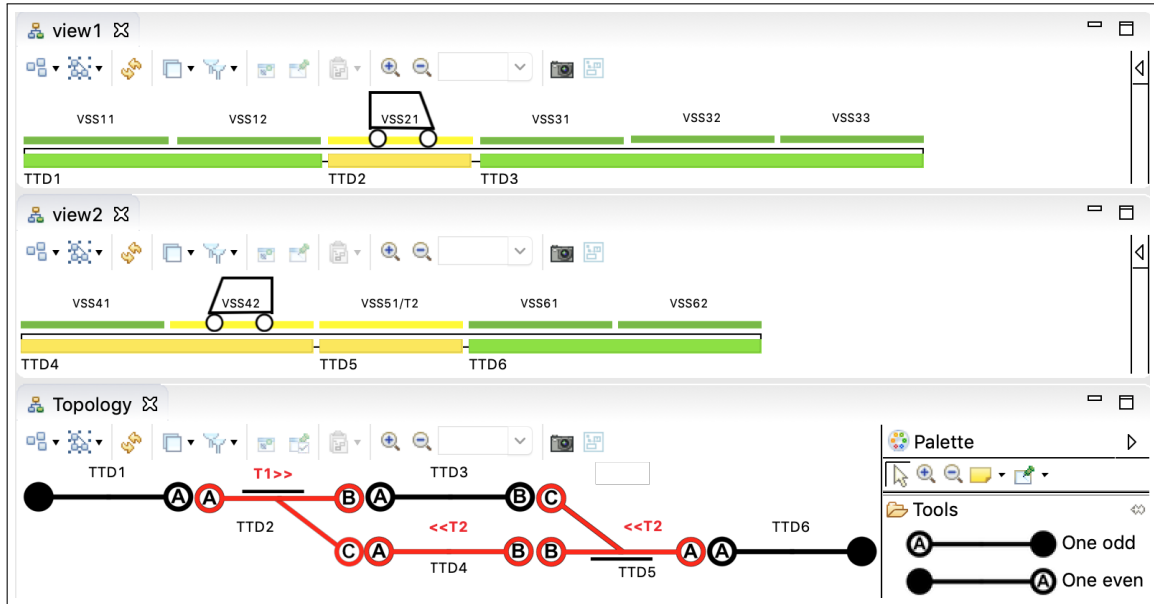 view1
VSS11 VSS12 VSS21 VSS31 VSS32 VSS33
TTD1 TTD2 TTD3
view2
VSS41 VSS42 VSS51/T2 VSS61 VSS62
TTD4 TTD5 TTD6
Topology
Palette
TTD1 T1>> TTD3
A A B A B C
Tools
TTD2 <<T2 <<T2 TTD6
A One odd
C A B B A A
TTD4 TTD5
A One even